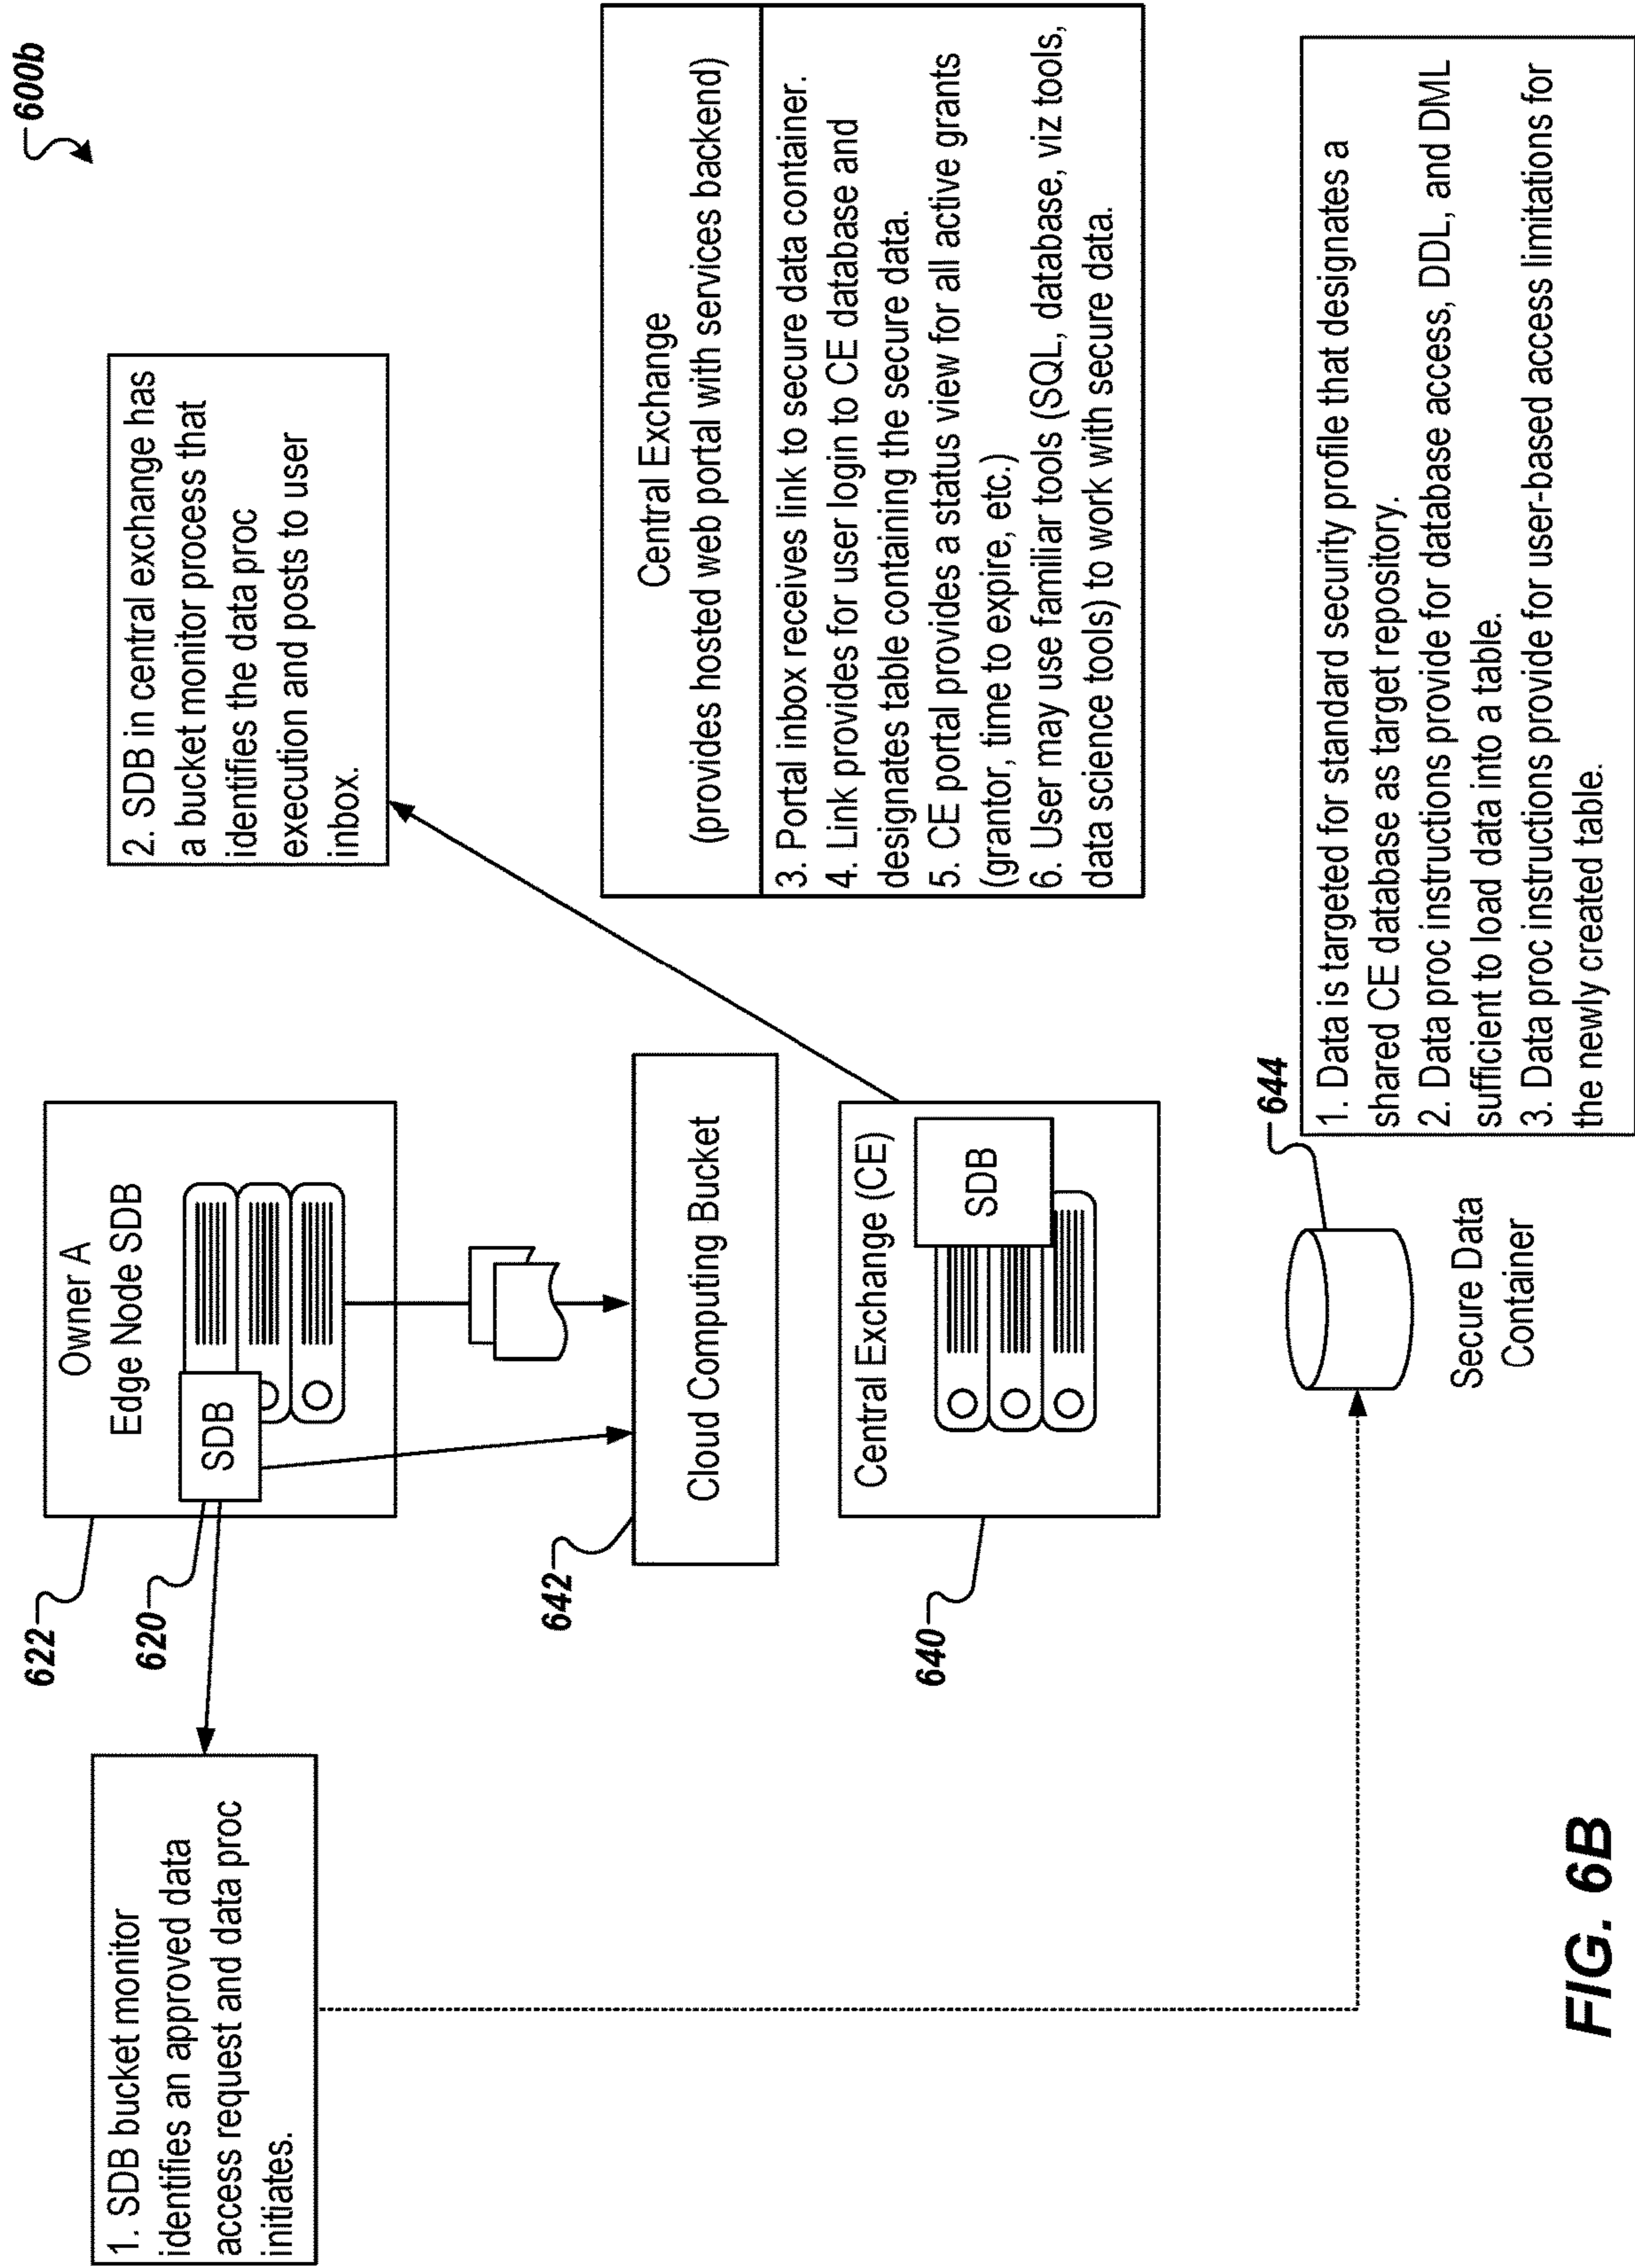 600b
1. SDB bucket monitor
identifies an approved data
access request and data proc
initiates.
622
620
Owner A
Edge Node SDB
SDB
2. SDB in central exchange has
a bucket monitor process that
identifies the data proc
execution and posts to user
inbox.
642
Cloud Computing Bucket
640
Central Exchange (CE)
SDB
Central Exchange
(provides hosted web portal with services backend)
3. Portal inbox receives link to secure data container.
4. Link provides for user login to CE database and
designates table containing the secure data.
5. CE portal provides a status view for all active grants
(grantor, time to expire, etc.)
6. User may use familiar tools (SQL, database, viz tools,
data science tools) to work with secure data.
644
Secure Data
Container
1. Data is targeted for standard security profile that designates a
shared CE database as target repository.
2. Data proc instructions provide for database access, DDL, and DML
sufficient to load data into a table.
3. Data proc instructions provide for user-based access limitations for
the newly created table.
FIG. 6B